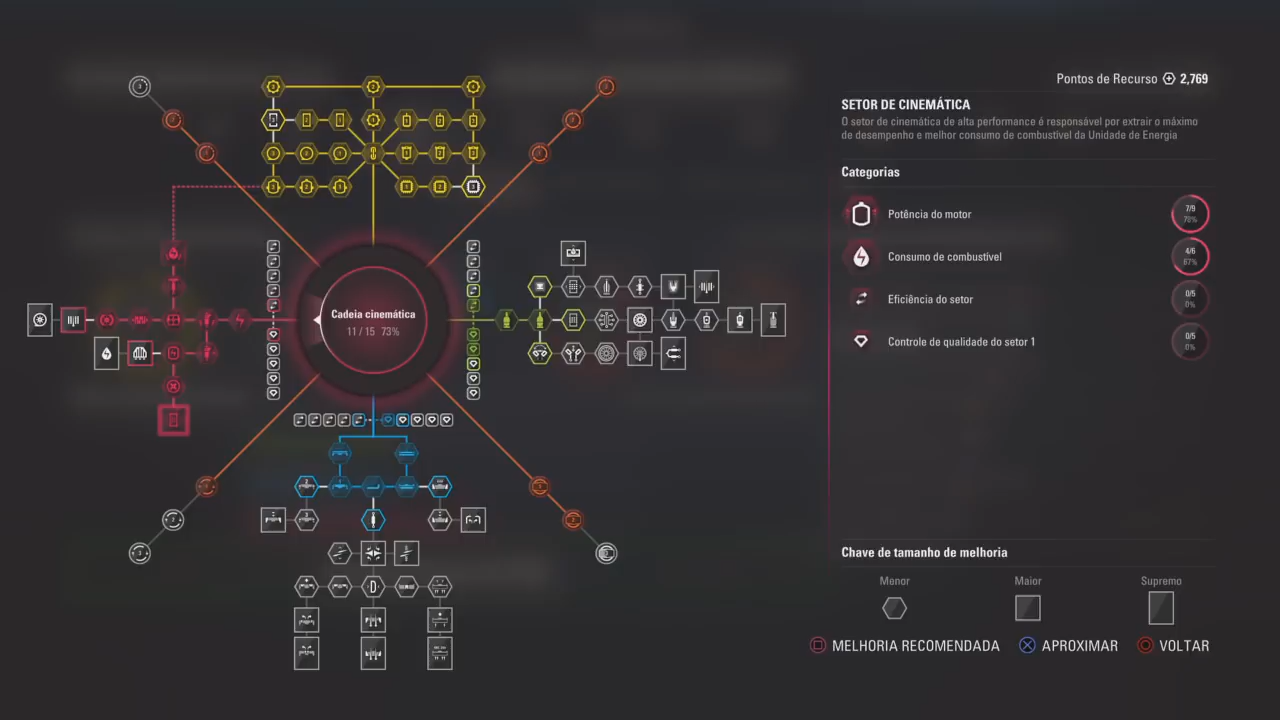 Pontos de Recurso 2,769
SETOR DE CINEMÁTICA
O setor de cinemática de alta performance é responsável por extrair o máximo
de desempenho e melhor consumo de combustível da Unidade de Energia
Categorias
Potência do motor
7/9
78%
Consumo de combustível
4/6
67%
Eficiência do setor
0/5
0%
Controle de qualidade do setor 1
0/5
0%
Cadeia cinemática
11 / 15 73%
Chave de tamanho de melhoria
Menor Maior Supremo
MELHORIA RECOMENDADA APROXIMAR VOLTAR